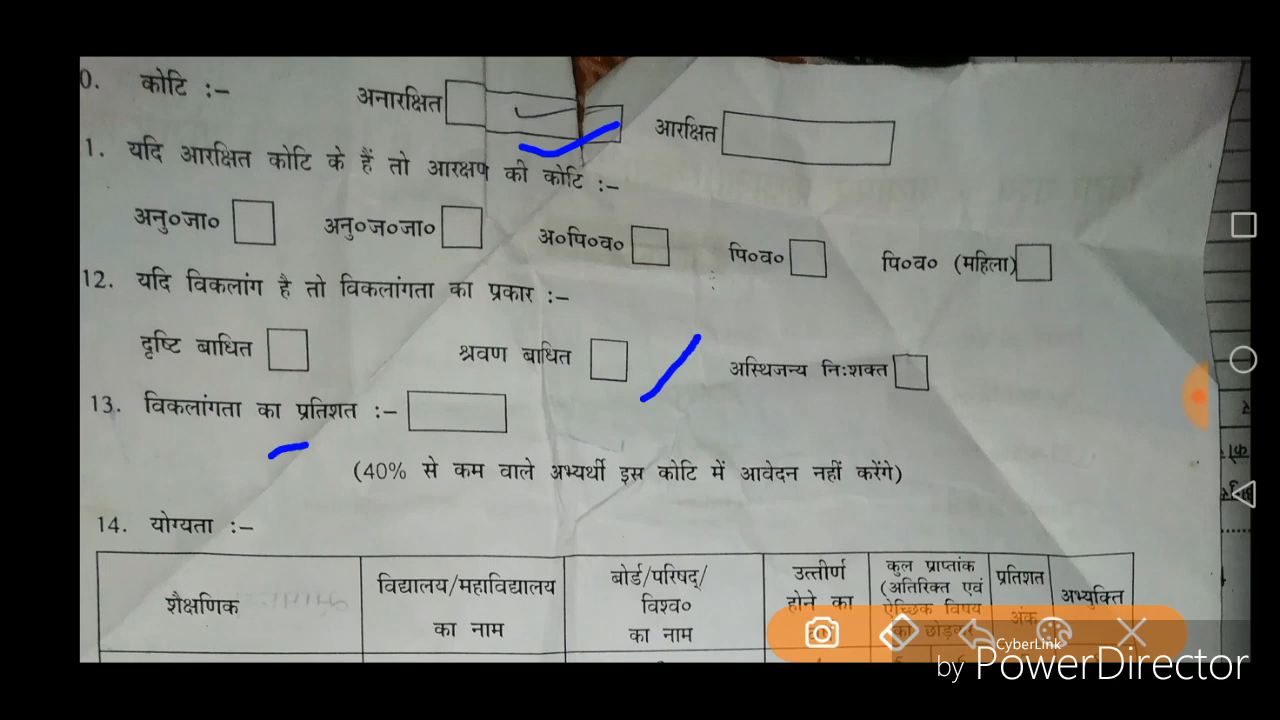 0. कोटि :– अनारक्षित आरक्षित
1. यदि आरक्षित कोटि के हैं तो आरक्षण की कोटि :–
अनु०जा० अनु०ज०जा० अ०पि०व० पि०व० पि०व० (महिला)
12. यदि विकलांग है तो विकलांगता का प्रकार :–
दृष्टि बाधित श्रवण बाधित अस्थिजन्य निःशक्त
13. विकलांगता का प्रतिशत :–
(40% से कम वाले अभ्यर्थी इस कोटि में आवेदन नहीं करेंगे)
14. योग्यता :–
शैक्षणिक
विद्यालय/महाविद्यालय
का नाम
बोर्ड/परिषद्/
विश्व०
का नाम
उत्तीर्ण
होने का
कुल प्राप्तांक
(अतिरिक्त एवं
ऐच्छिक विषय
को छोड़कर
प्रतिशत
अंक
अभ्युक्ति
CyberLink
by PowerDirector